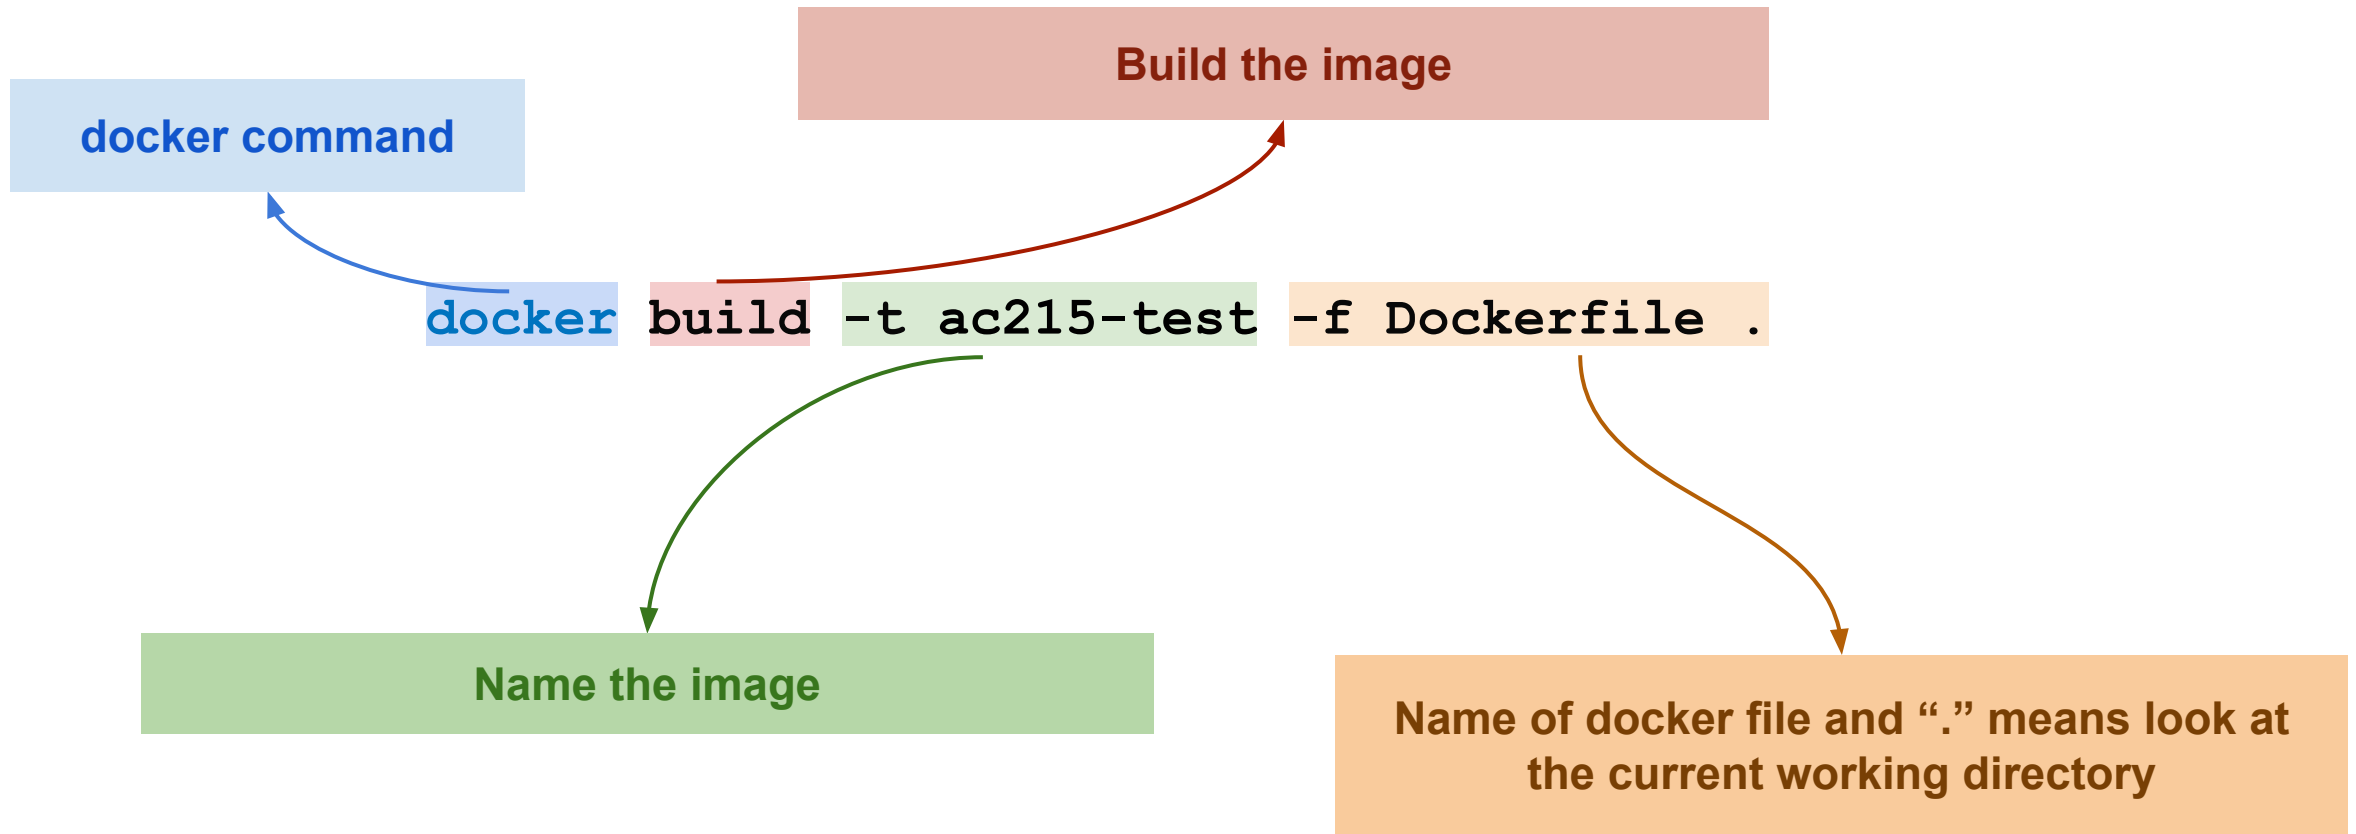 Build the image
docker command
docker build -t ac215-test -f Dockerfile .
Name the image
Name of docker file and “.” means look at
the current working directory